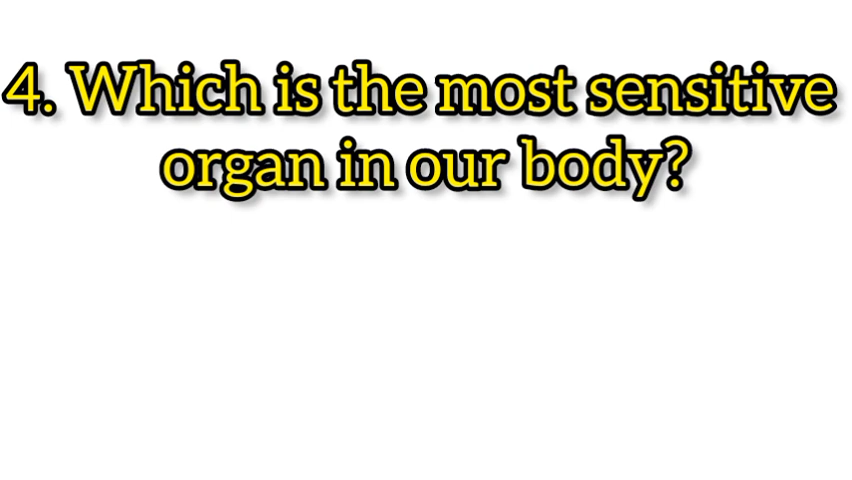 4. Which is the most sensitive
organ in our body?